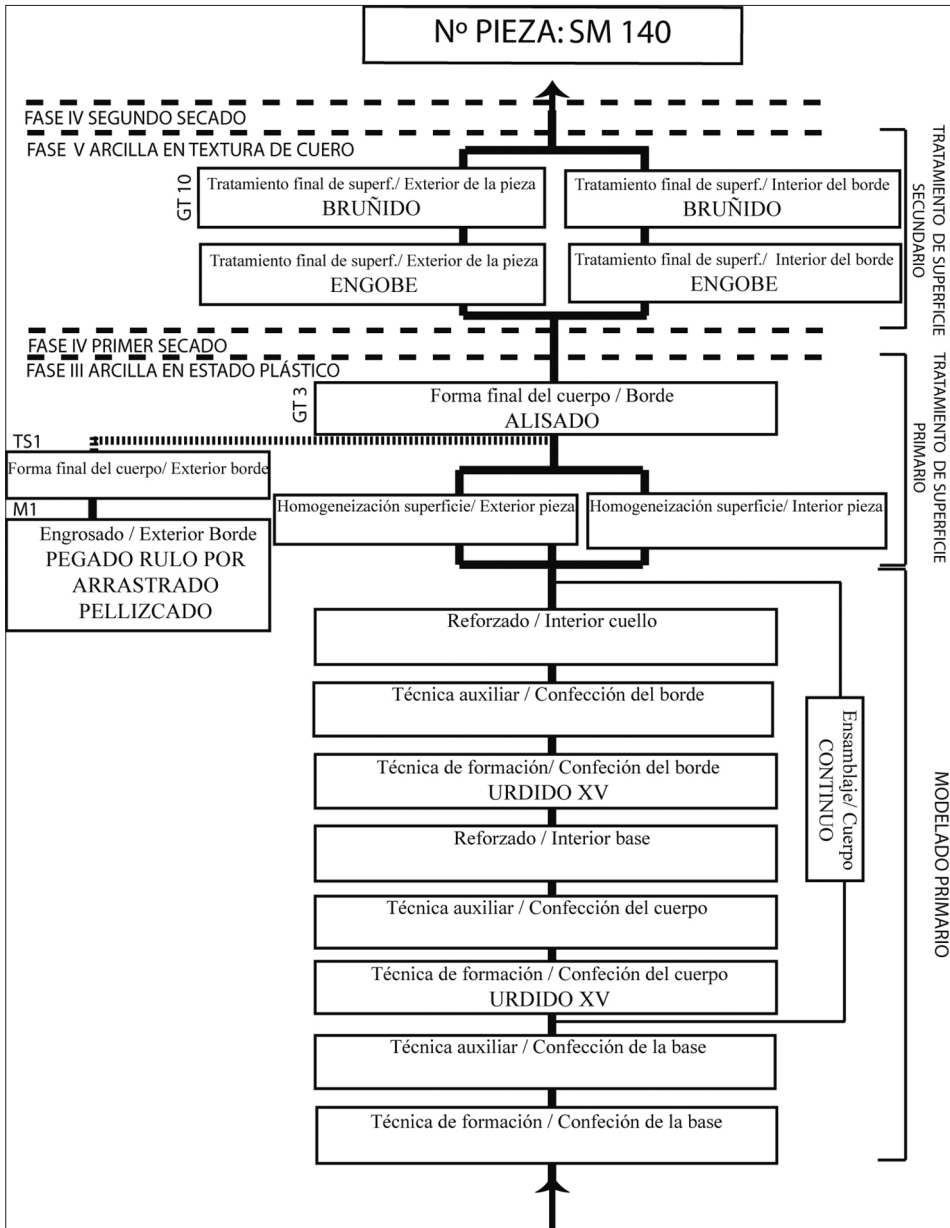 Nº PIEZA: SM 140
FASE IV SEGUNDO SECADO
FASE V ARCILLA EN TEXTURA DE CUERO
GT 10
Tratamiento final de superf./ Exterior de la pieza
BRUÑIDO
Tratamiento final de superf./ Interior del borde
BRUÑIDO
Tratamiento final de superf./ Exterior de la pieza
ENGOBE
Tratamiento final de superf./ Interior del borde
ENGOBE
TRATAMIENTO DE SUPERFICIE
SECUNDARIO
FASE IV PRIMER SECADO
FASE III ARCILLA EN ESTADO PLÁSTICO
GT 3
Forma final del cuerpo / Borde
ALISADO
TS1
Forma final del cuerpo/ Exterior borde
M1
Engrosado / Exterior Borde
PEGADO RULO POR
ARRASTRADO
PELLIZCADO
Homogeneización superficie/ Exterior pieza
Homogeneización superficie/ Interior pieza
TRATAMIENTO DE SUPERFICIE
PRIMARIO
Reforzado / Interior cuello
Técnica auxiliar / Confección del borde
Técnica de formación/ Confeción del borde
URDIDO XV
Reforzado / Interior base
Técnica auxiliar / Confección del cuerpo
Técnica de formación / Confeción del cuerpo
URDIDO XV
Técnica auxiliar / Confección de la base
Técnica de formación / Confeción de la base
Ensamblaje/ Cuerpo
CONTINUO
MODELADO PRIMARIO